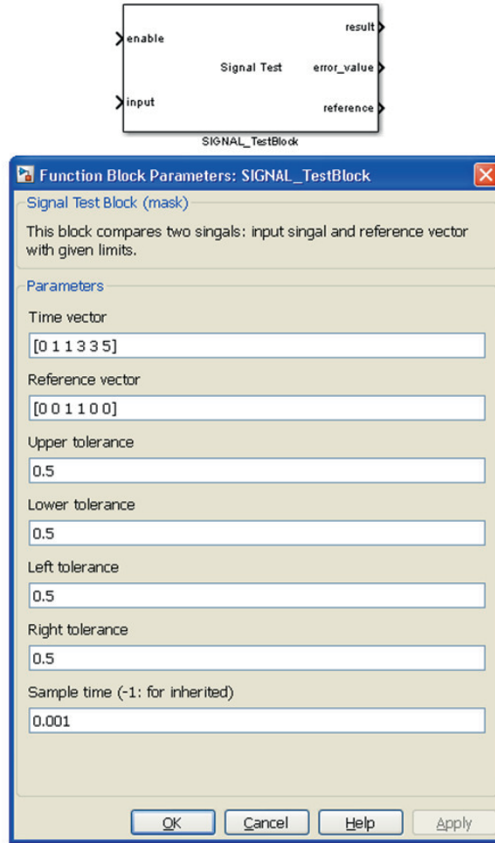 enable
input
Signal Test
result
error_value
reference
SIGNAL_TestBlock
Function Block Parameters: SIGNAL_TestBlock
Signal Test Block (mask)
This block compares two singals: input singal and reference vector
with given limits.
Parameters
Time vector
[0 1 1 3 3 5]
Reference vector
[0 0 1 1 0 0]
Upper tolerance
0.5
Lower tolerance
0.5
Left tolerance
0.5
Right tolerance
0.5
Sample time (-1: for inherited)
0.001
OK Cancel Help Apply